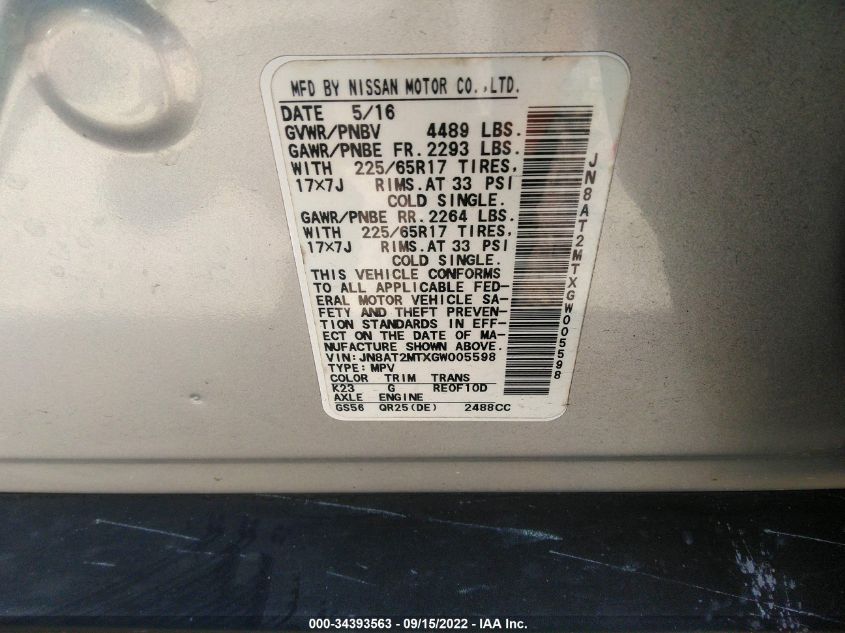 MFD BY NISSAN MOTOR CO.,LTD.
DATE 5/16
GVWR/PNBV 4489 LBS.
GAWR/PNBE FR. 2293 LBS.
WITH 225/65R17 TIRES,
17×7J RIMS. AT 33 PSI
COLD SINGLE.
GAWR/PNBE RR. 2264 LBS.
WITH 225/65R17 TIRES,
17×7J RIMS. AT 33 PSI
COLD SINGLE.
THIS VEHICLE CONFORMS
TO ALL APPLICABLE FED-
ERAL MOTOR VEHICLE SA-
FETY AND THEFT PREVEN-
TION STANDARDS IN EFF-
ECT ON THE DATE OF MA-
NUFACTURE SHOWN ABOVE.
VIN: JN8AT2MTXGW005598
TYPE: MPV
COLOR TRIM TRANS
K23 G RE0F10D
AXLE ENGINE
GS56 QR25(DE) 2488CC
JN8AT2MTXGW005598
000-34393563 - 09/15/2022 - IAA Inc.